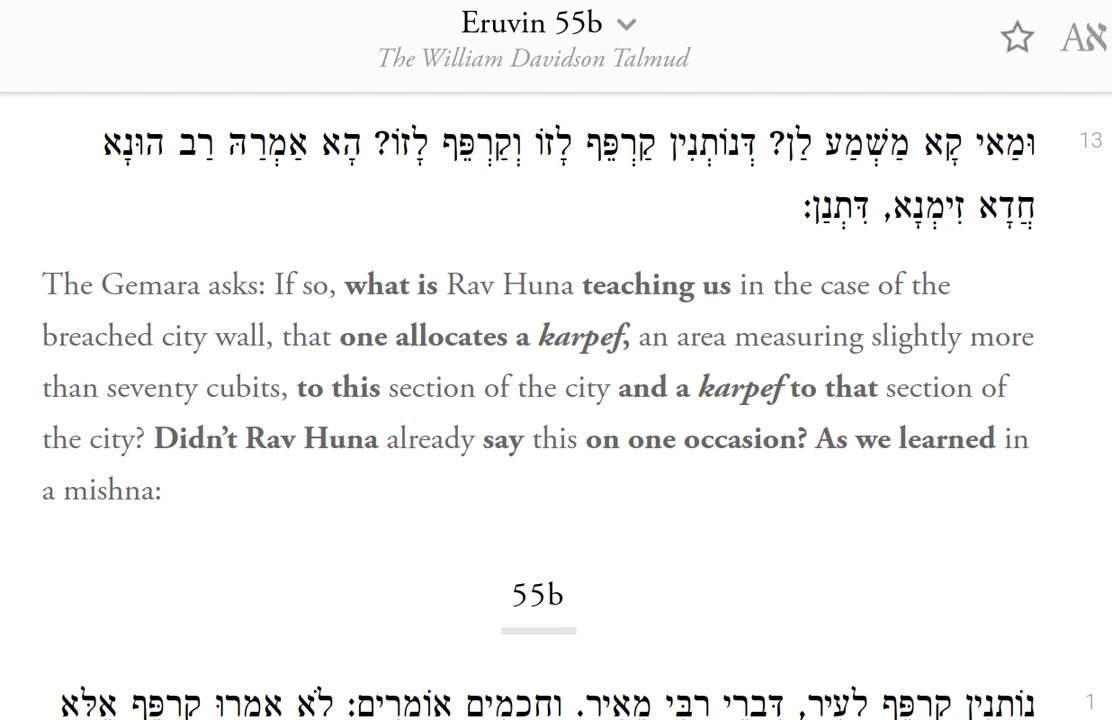 Eruvin 55b
The William Davidson Talmud
Aא
וּמַאי קָא מַשְׁמַע לַן? דְּנוֹתְנִין קַרְפֵּף לָזוֹ וְקַרְפֵּף לָזוֹ? הָא אַמְרַהּ רַב הוּנָא
13
חֲדָא זִימְנָא, דִּתְנַן:
The Gemara asks: If so, what is Rav Huna teaching us in the case of the
breached city wall, that one allocates a karpef, an area measuring slightly more
than seventy cubits, to this section of the city and a karpef to that section of
the city? Didn’t Rav Huna already say this on one occasion? As we learned in
a mishna:
55b
נוֹתְנִין קַרְפֵּף לָעִיר, דִּבְרֵי רַבִּי מֵאִיר. וַחֲכָמִים אוֹמְרִים: לֹא אָמְרוּ קַרְפֵּף אֶלָּא
1